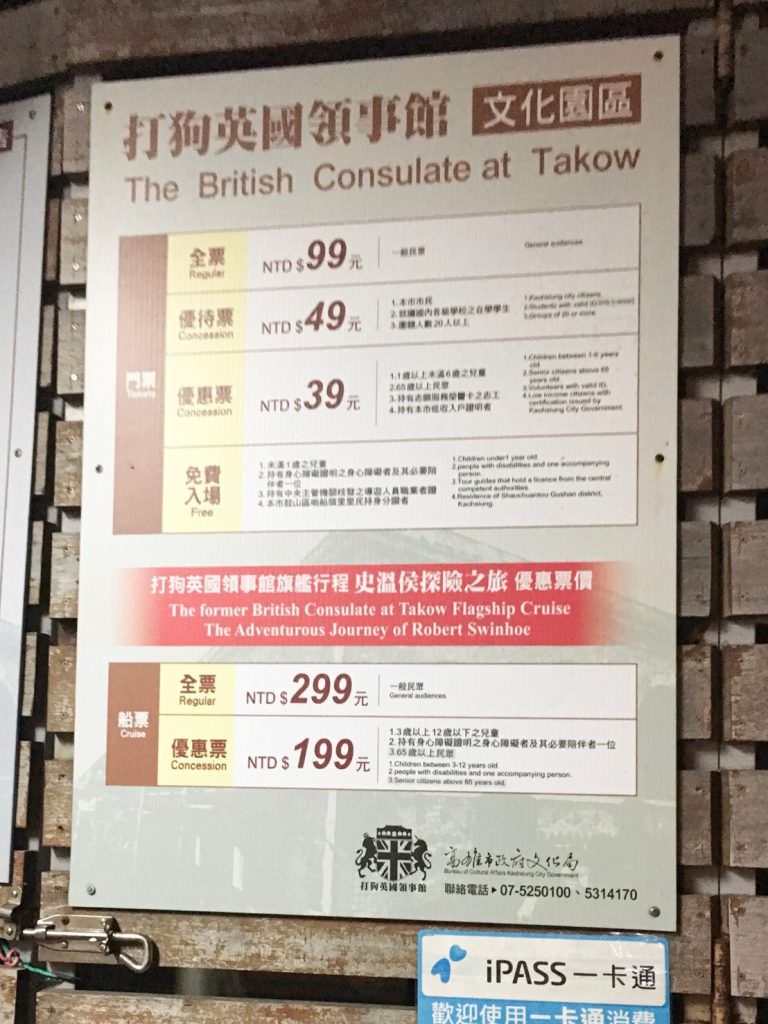 打狗英國領事館 文化園區
The British Consulate at Takow
門票
Tickets
全票
Regular
NTD $99元
一般民眾
General audiences
優待票
Concession
NTD $49元
1.本市市民
2.就讀國內各級學校之在學學生
3.團體人數20人以上
1.Kaohsiung city citizens
2.Students with valid
3.Groups of 20 or more
優惠票
Concession
NTD $39元
1.1歲以上未滿6歲之兒童
2.65歲以上民眾
3.持有志願服務榮譽卡之志工
4.持有本市低收入戶證明者
1.Children between 1-6 years
old.
2.Senior citizens above 65
years old.
3.Volunteers with valid
4.Low income citizens with
certification issued by
Kaohsiung City Government.
免費
入場
Free
1.未滿1歲之兒童
2.持有身心障礙證明之身心障礙者及其必要陪
伴者一位
3.持有中央主管機關核發之導遊人員職業者證
4.本市鼓山區哨船頭里里民持身分證者
1.Children under1 year old.
2.people with disabilities and one accompanying
person.
3.Tour guides that hold a licence from the central
competent authorities.
4.Residence of Shauchuantou Gushan district,
Kaohsiung.
打狗英國領事館旗艦行程 史溫侯探險之旅 優惠票價
The former British Consulate at Takow Flagship Cruise
The Adventurous Journey of Robert Swinhoe
船票
Cruise
全票
Regular
NTD $299元
一般民眾
General audiences
優惠票
Concession
NTD $199元
1.3歲以上12歲以下之兒童
2.持有身心障礙證明之身心障礙者及其必要陪伴者一位
3.65歲以上民眾
1.Children between 3-12 years old.
2.people with disabilities and one accompanying person.
3.Senior citizens above 65 years old.
打狗英國領事館
高雄市政府文化局
Bureau of Cultural Affairs Kaohsiung City Government
聯絡電話▸07-5250100、5314170
iPASS 一卡通
歡迎使用一卡通消費